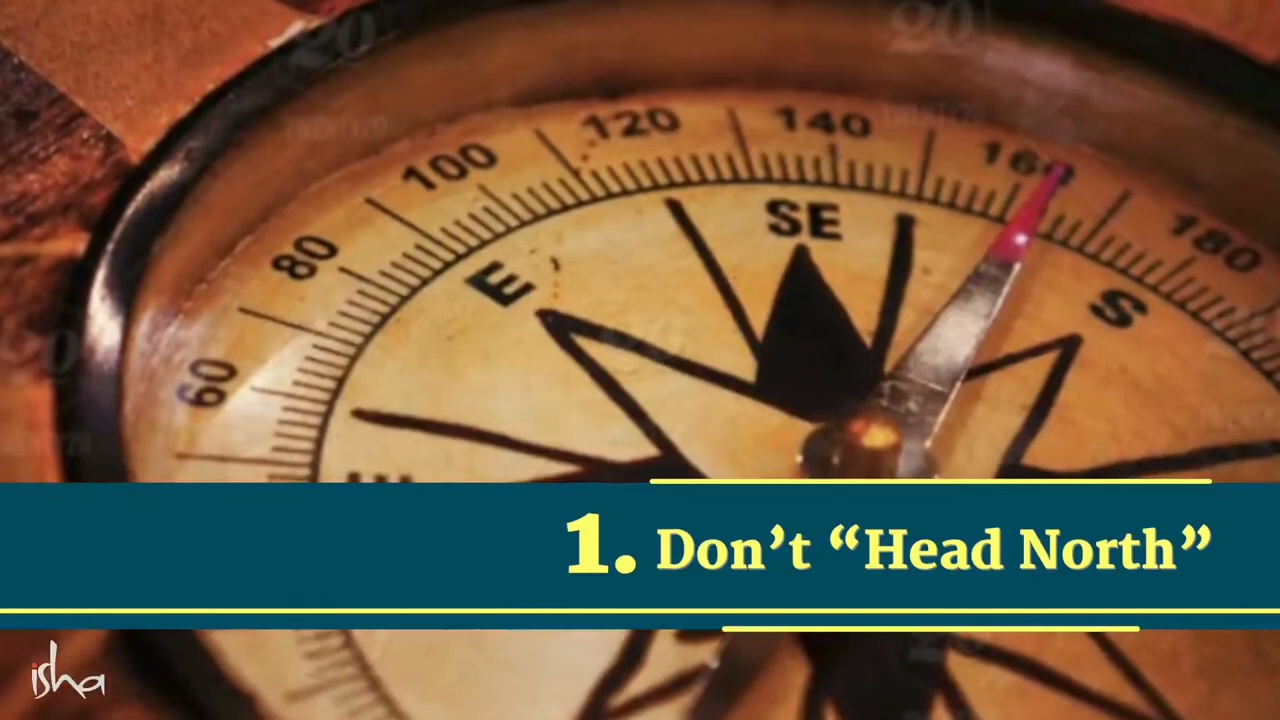 120
140
100
160
180
80
SE
E
S
60
1. Don’t “Head North”
isha